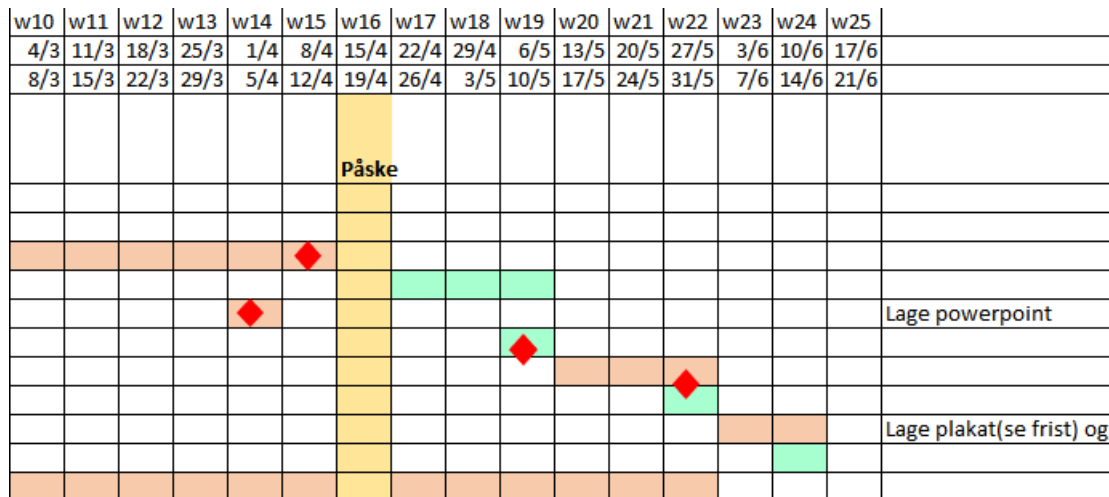 w10 w11 w12 w13 w14 w15 w16 w17 w18 w19 w20 w21 w22 w23 w24 w25
4/3 11/3 18/3 25/3 1/4 8/4 15/4 22/4 29/4 6/5 13/5 20/5 27/5 3/6 10/6 17/6
8/3 15/3 22/3 29/3 5/4 12/4 19/4 26/4 3/5 10/5 17/5 24/5 31/5 7/6 14/6 21/6
Påske
Lage powerpoint
Lage plakat(se frist) og